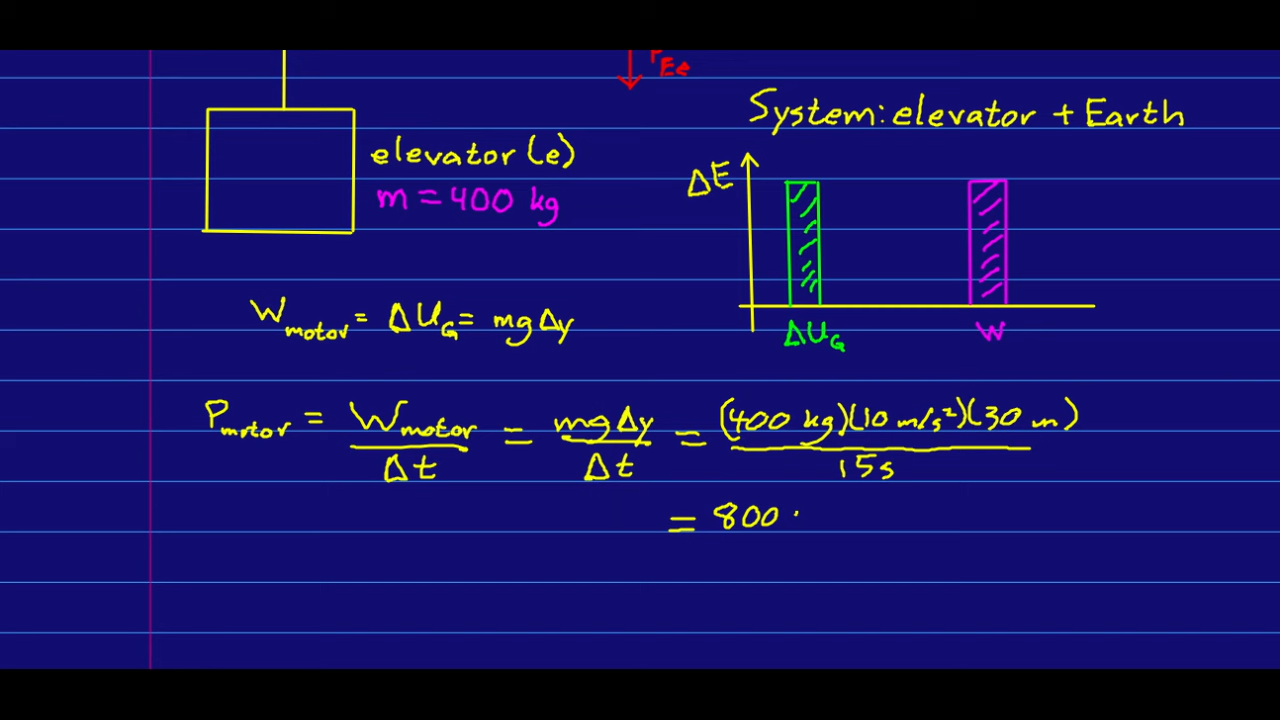 F_Ee
System: elevator + Earth
elevator (e)
m = 400 kg
ΔE
ΔU_G W
W_motor = ΔU_G = mgΔy
P_motor = W_motor/Δt = mgΔy/Δt = (400 kg)(10 m/s²)(30 m)/15s
= 800 ·